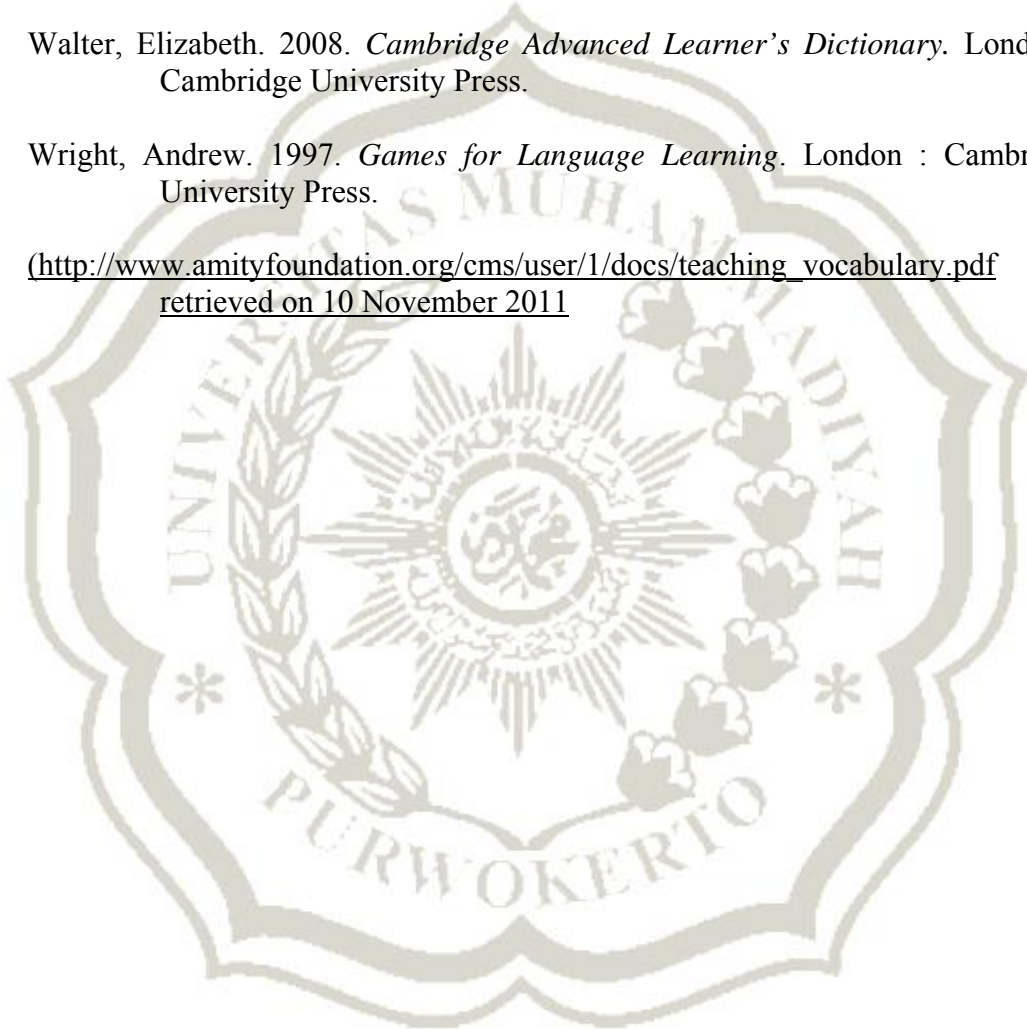 Walter, Elizabeth. 2008. Cambridge Advanced Learner's Dictionary. Lond
Cambridge University Press.
Wright, Andrew. 1997. Games for Language Learning. London : Cambr
University Press.
(http://www.amityfoundation.org/cms/user/1/docs/teaching_vocabulary.pdf
retrieved on 10 November 2011
UNIVERSITAS MUHAMMADIYAH
PURWOKERTO